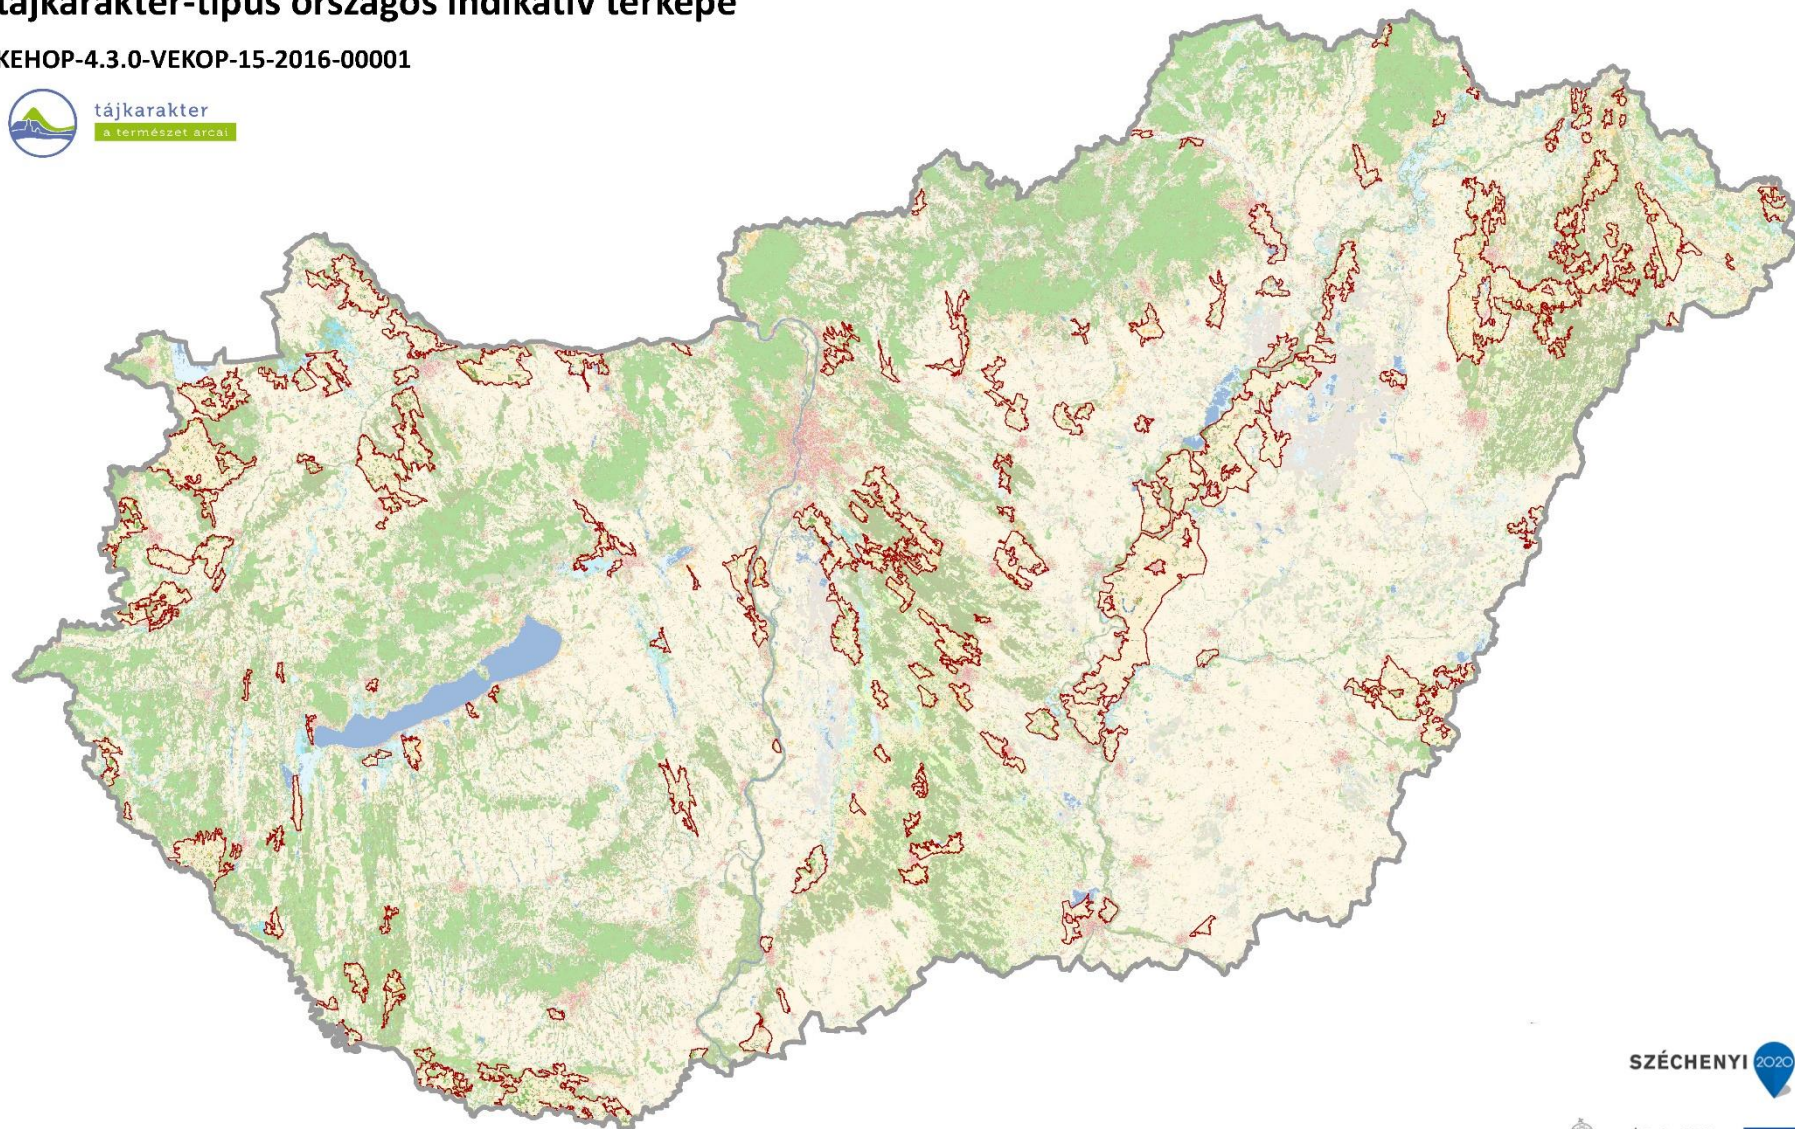 tájkarakter-típus országos indikatív térképe
KEHOP-4.3.0-VEKOP-15-2016-00001
tájkarakter
a természet arcai
SZÉCHENYI 2020